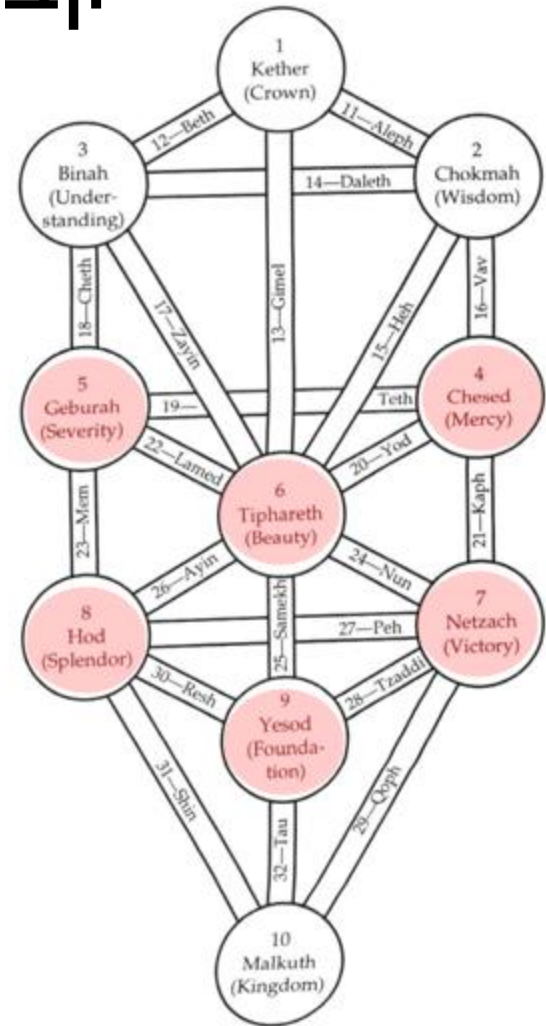 1
Kether
(Crown)
12—Beth
11—Aleph
3
Binah
(Under-
standing)
2
Chokmah
(Wisdom)
14—Daleth
18—Cheth
17—Zayin
13—Gimel
15—Heh
16—Vav
5
Geburah
(Severity)
19—
Teth
4
Chesed
(Mercy)
22—Lamed
20—Yod
6
Tiphareth
(Beauty)
23—Mem
21—Kaph
26—Ayin
24—Nun
8
Hod
(Splendor)
25—Samekh
27—Peh
7
Netzach
(Victory)
30—Resh
28—Tzaddi
9
Yesod
(Founda-
tion)
31—Shin
32—Tau
29—Qoph
10
Malkuth
(Kingdom)